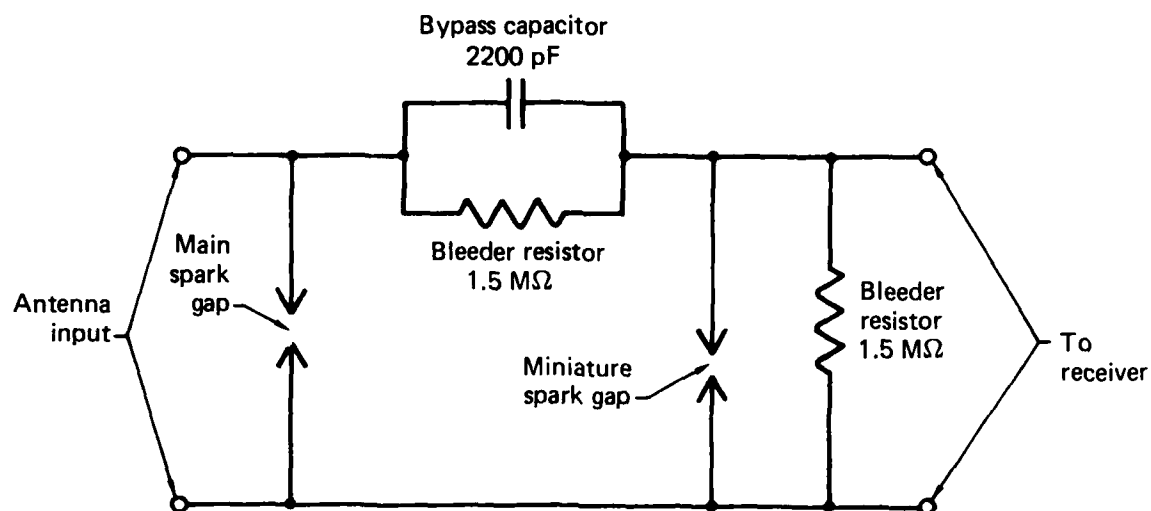 Bypass capacitor
2200 pF
Bleeder resistor
1.5 MΩ
Main
spark
gap
Antenna
input
Miniature
spark gap
Bleeder
resistor
1.5 MΩ
To
receiver